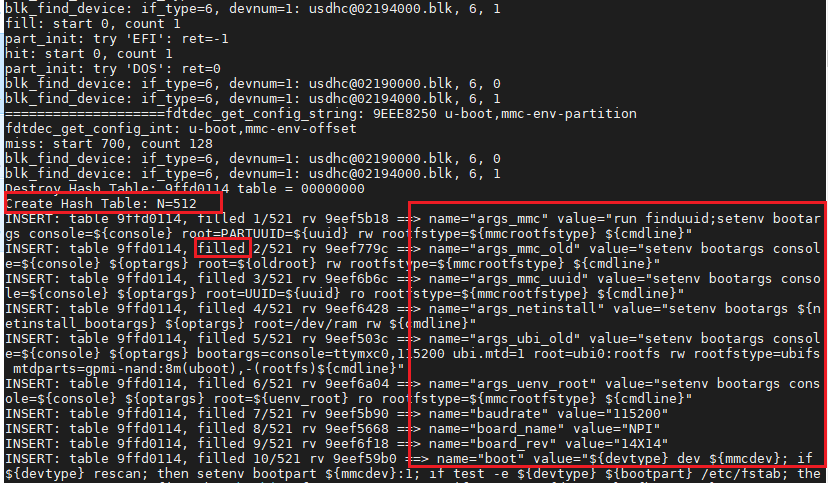 blk_find_device: if_type=6, devnum=1: usdhc@02194000.blk, 6, 1
fill: start 0, count 1
part_init: try 'EFI': ret=-1
hit: start 0, count 1
part_init: try 'DOS': ret=0
blk_find_device: if_type=6, devnum=1: usdhc@02190000.blk, 6, 0
blk_find_device: if_type=6, devnum=1: usdhc@02194000.blk, 6, 1
=====================fdtdec_get_config_string: 9EEE8250 u-boot,mmc-env-partition
fdtdec_get_config_int: u-boot,mmc-env-offset
miss: start 700, count 128
blk_find_device: if_type=6, devnum=1: usdhc@02190000.blk, 6, 0
blk_find_device: if_type=6, devnum=1: usdhc@02194000.blk, 6, 1
Destroy Hash Table: 9ffd0114 table = 00000000
Create Hash Table: N=512
INSERT: table 9ffd0114, filled 1/521 rv 9eef5b18 ==> name="args_mmc" value="run finduuid;setenv bootar
gs console=${console} root=PARTUUID=${uuid} rw rootfstype=${mmcrootfstype} ${cmdline}"
INSERT: table 9ffd0114, filled 2/521 rv 9eef779c ==> name="args_mmc_old" value="setenv bootargs consol
e=${console} ${optargs} root=${oldroot} rw rootfstype=${mmcrootfstype} ${cmdline}"
INSERT: table 9ffd0114, filled 3/521 rv 9eef6b6c ==> name="args_mmc_uuid" value="setenv bootargs conso
le=${console} ${optargs} root=UUID=${uuid} ro rootfstype=${mmcrootfstype} ${cmdline}"
INSERT: table 9ffd0114, filled 4/521 rv 9eef6428 ==> name="args_netinstall" value="setenv bootargs ${n
etinstall_bootargs} ${optargs} root=/dev/ram rw ${cmdline}"
INSERT: table 9ffd0114, filled 5/521 rv 9eef503c ==> name="args_ubi_old" value="setenv bootargs consol
e=${console} ${optargs} bootargs=console=ttymxc0,115200 ubi.mtd=1 root=ubi0:rootfs rw rootfstype=ubifs
mtdparts=gpmi-nand:8m(uboot),-(rootfs)${cmdline}"
INSERT: table 9ffd0114, filled 6/521 rv 9eef6a04 ==> name="args_uenv_root" value="setenv bootargs cons
ole=${console} ${optargs} root=${uenv_root} ro rootfstype=${mmcrootfstype} ${cmdline}"
INSERT: table 9ffd0114, filled 7/521 rv 9eef5b90 ==> name="baudrate" value="115200"
INSERT: table 9ffd0114, filled 8/521 rv 9eef5668 ==> name="board_name" value="NPI"
INSERT: table 9ffd0114, filled 9/521 rv 9eef6f18 ==> name="board_rev" value="14X14"
INSERT: table 9ffd0114, filled 10/521 rv 9eef59b0 ==> name="boot" value="${devtype} dev ${mmcdev}; if
${devtype} rescan; then setenv bootpart ${mmcdev}:1; if test -e ${devtype} ${bootpart} /etc/fstab; the